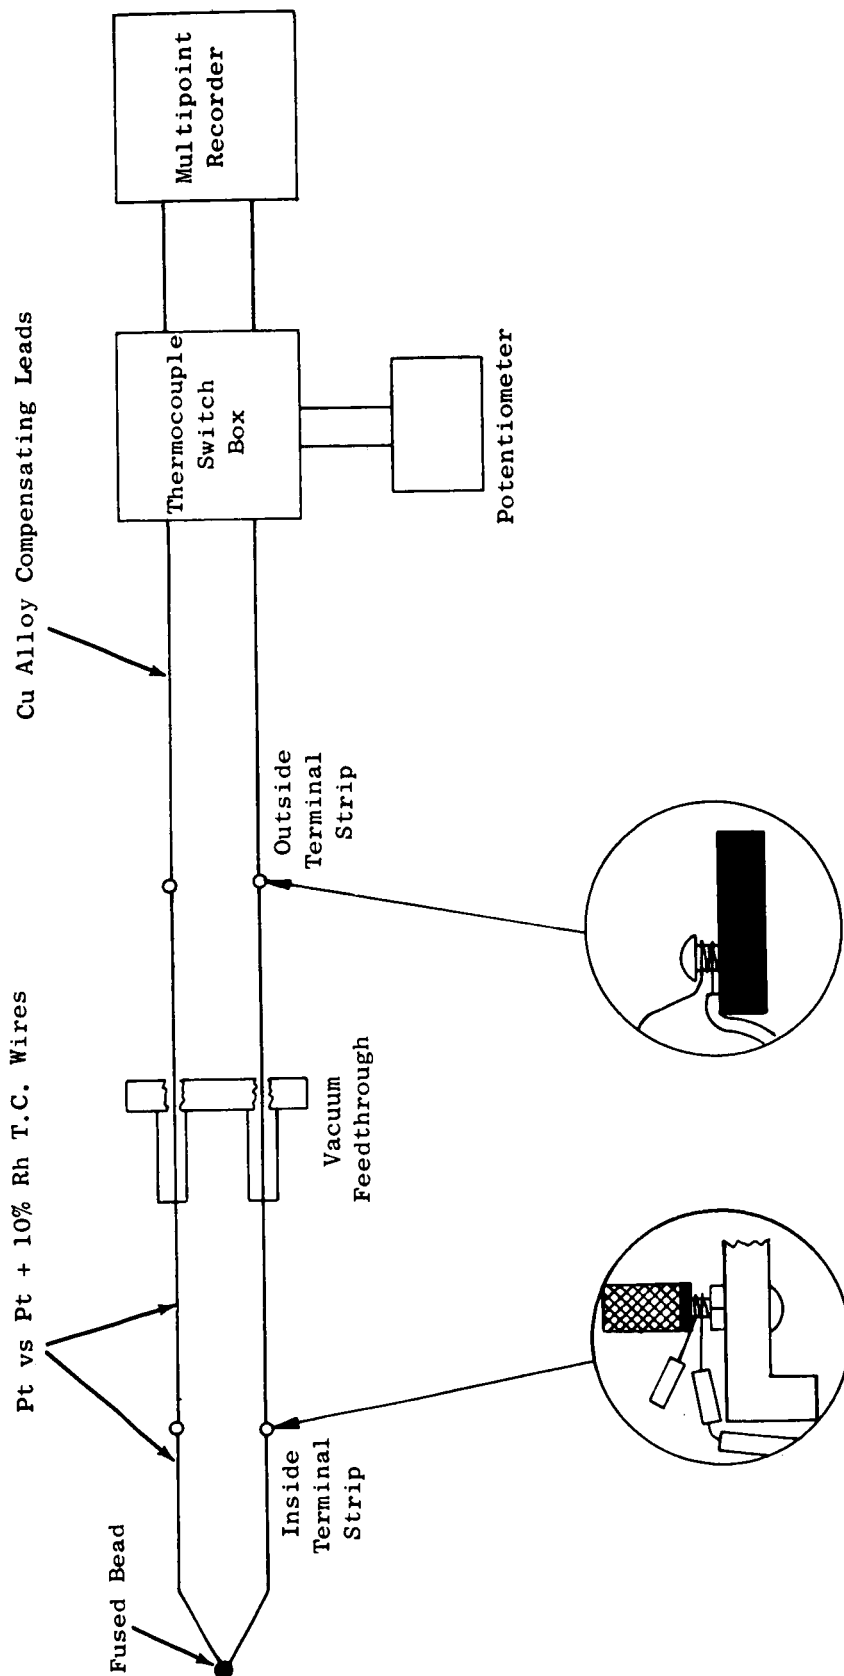 Fused Bead
Pt vs Pt + 10% Rh T.C. Wires
Cu Alloy Compensating Leads
Inside
Terminal
Strip
Vacuum
Feedthrough
Outside
Terminal
Strip
Thermocouple
Switch
Box
Potentiometer
Multipoint
Recorder